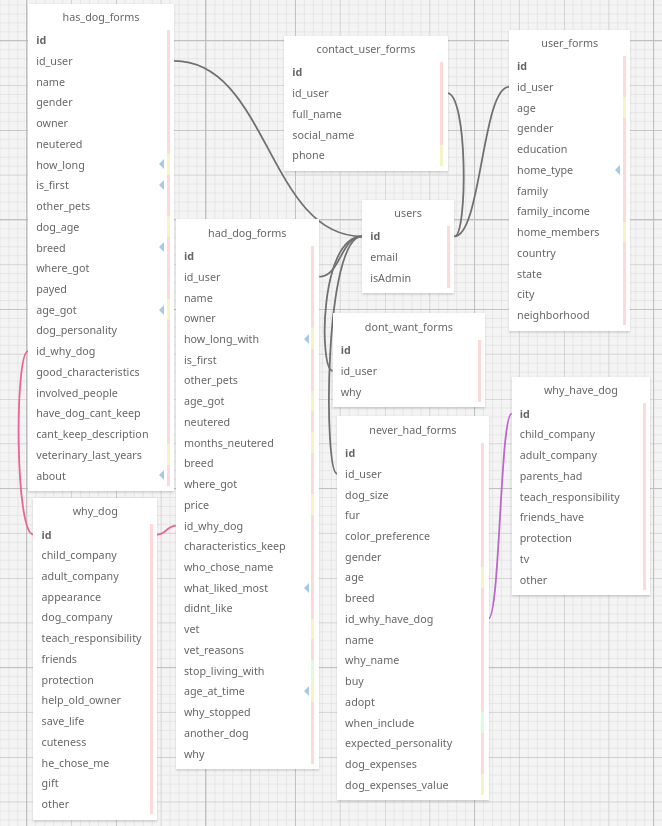 has_dog_forms
id
id_user
name
gender
owner
neutered
how_long
is_first
other_pets
dog_age
breed
where_got
payed
age_got
dog_personality
id_why_dog
good_characteristics
involved_people
have_dog_cant_keep
cant_keep_description
veterinary_last_years
about
contact_user_forms
id
id_user
full_name
social_name
phone
user_forms
id
id_user
age
gender
education
home_type
family
family_income
home_members
country
state
city
neighborhood
users
id
email
isAdmin
had_dog_forms
id
id_user
name
owner
how_long_with
is_first
other_pets
age_got
neutered
months_neutered
breed
where_got
price
id_why_dog
characteristics_keep
who_chose_name
what_liked_most
didnt_like
vet
vet_reasons
stop_living_with
age_at_time
why_stopped
another_dog
why
dont_want_forms
id
id_user
why
never_had_forms
id
id_user
dog_size
fur
color_preference
gender
age
breed
id_why_have_dog
name
why_name
buy
adopt
when_include
expected_personality
dog_expenses
dog_expenses_value
why_have_dog
id
child_company
adult_company
parents_had
teach_responsibility
friends_have
protection
tv
other
why_dog
id
child_company
adult_company
appearance
dog_company
teach_responsibility
friends
protection
help_old_owner
save_life
cuteness
he_chose_me
gift
other